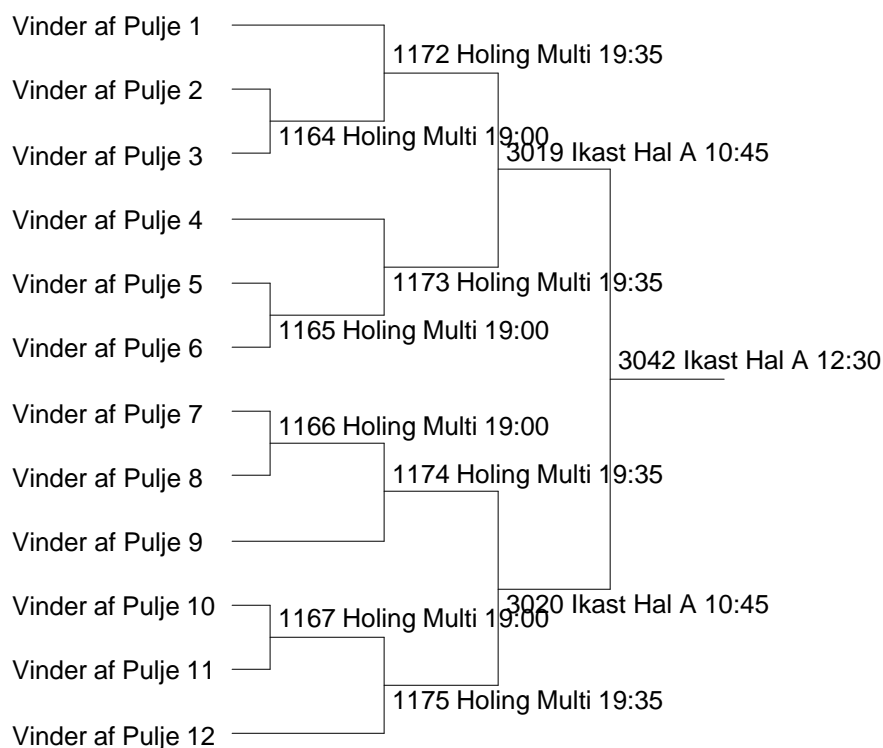 Vinder af Pulje 1
1172 Holing Multi 19:35
Vinder af Pulje 2
1164 Holing Multi 19:00
Vinder af Pulje 3
3019 Ikast Hal A 10:45
Vinder af Pulje 4
Vinder af Pulje 5
1173 Holing Multi 19:35
1165 Holing Multi 19:00
Vinder af Pulje 6
3042 Ikast Hal A 12:30
Vinder af Pulje 7
1166 Holing Multi 19:00
Vinder af Pulje 8
1174 Holing Multi 19:35
Vinder af Pulje 9
Vinder af Pulje 10
3020 Ikast Hal A 10:45
1167 Holing Multi 19:00
Vinder af Pulje 11
1175 Holing Multi 19:35
Vinder af Pulje 12